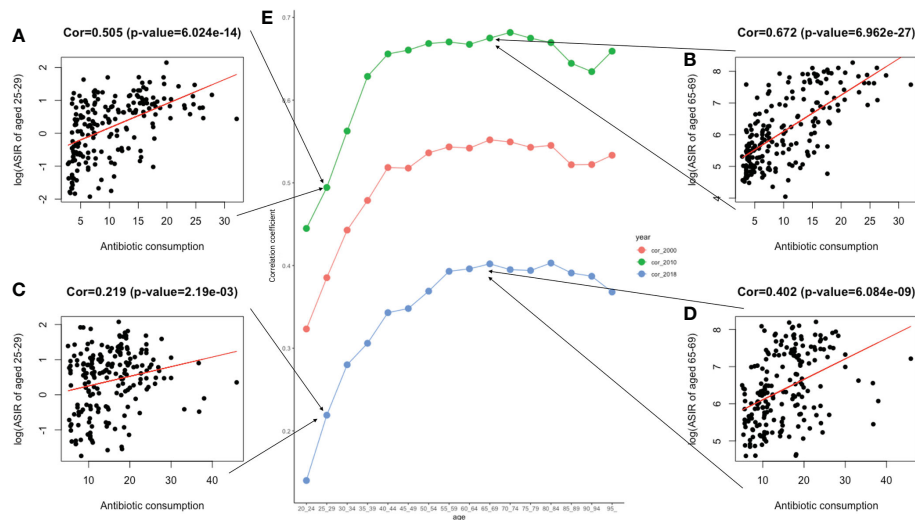 A
Cor=0.505 (p-value=6.024e-14)
log(ASIR of aged 25-29)
2
1
0
-1
-2
5 10 15 20 25 30
Antibiotic consumption
E
Correlation coefficient
0.7
0.6
0.5
0.4
0.3
0.2
20_24 25_29 30_34 35_39 40_44 45_49 50_54 55_59 60_64 65_69 70_74 75_79 80_84 85_89 90_94 95_
age
year
cor_2000
cor_2010
cor_2018
Cor=0.672 (p-value=6.962e-27)
B
log(ASIR of aged 65-69)
8
7
6
5
4
5 10 15 20 25 30
Antibiotic consumption
C
Cor=0.219 (p-value=2.19e-03)
log(ASIR of aged 25-29)
2
1
0
-1
10 20 30 40
Antibiotic consumption
Cor=0.402 (p-value=6.084e-09)
D
log(ASIR of aged 65-69)
8
7
6
5
10 20 30 40
Antibiotic consumption